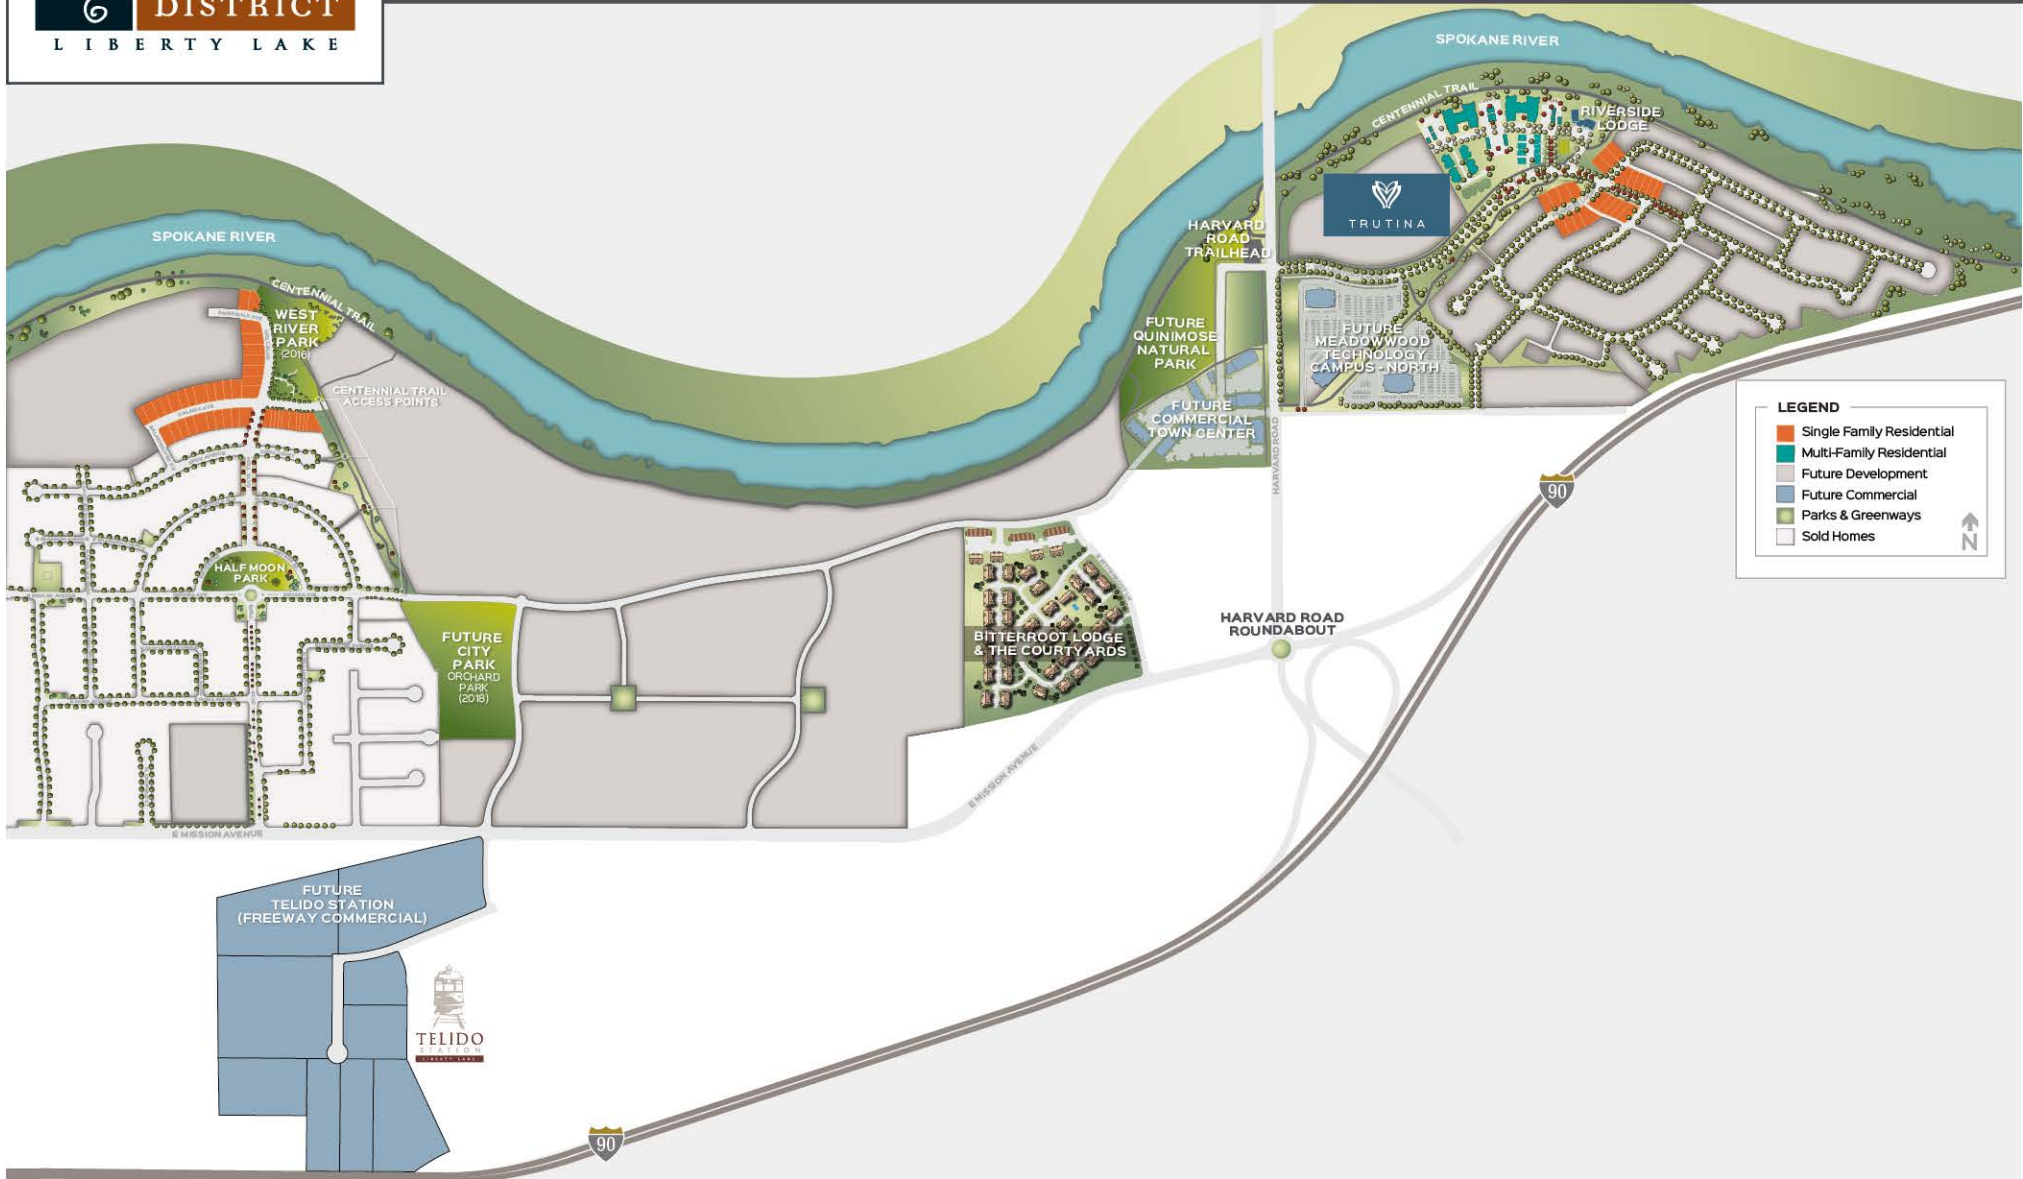 DISTRICT
LIBERTY LAKE
SPOKANE RIVER
CENTENNIAL TRAIL
RIVERSIDE
LODGE
TRUTINA
HARVARD
ROAD
TRAILHEAD
SPOKANE RIVER
CENTENNIAL TRAIL
WEST
RIVER
PARK
(2016)
CENTENNIAL TRAIL
ACCESS POINTS
FUTURE
QUINIMOSE
NATURAL
PARK
FUTURE
MEADOWWOOD
TECHNOLOGY
CAMPUS - NORTH
FUTURE
COMMERCIAL
TOWN CENTER
HARVARD ROAD
90
LEGEND
Single Family Residential
Multi-Family Residential
Future Development
Future Commercial
Parks & Greenways
Sold Homes
N
HALF MOON
PARK
FUTURE
CITY
PARK
ORCHARD
PARK
(2018)
BITTERROOT LODGE
& THE COURTYARDS
HARVARD ROAD
ROUNDABOUT
E MISSION AVENUE
E MISSION AVENUE
FUTURE
TELIDO STATION
(FREEWAY COMMERCIAL)
TELIDO
STATION
LIBERTY LAKE
90